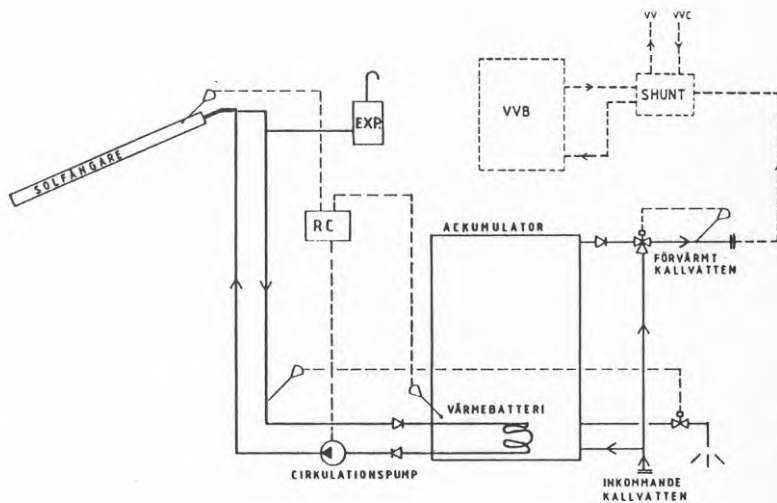 VV VVC
SHUNT
VVB
EXP.
SOLFÅNGARE
RC
ACKUMULATOR
FÖRVÄRMT
KALLVATTEN
VÄRMEBATTERI
CIRKULATIONSPUMP
INKOMMANDE
KALLVATTEN